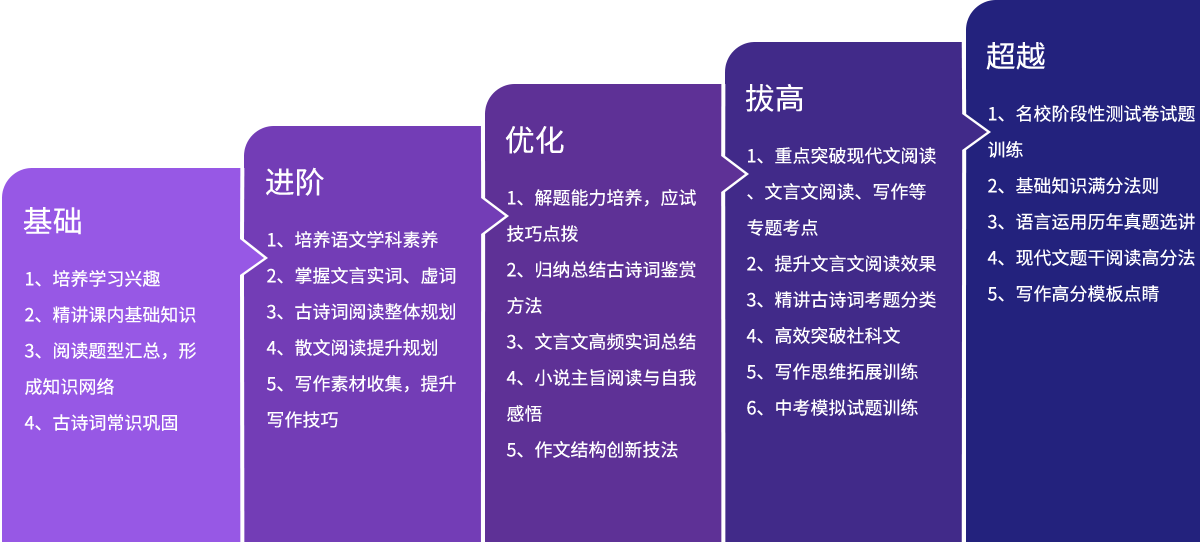 基础
1、培养学习兴趣
2、精讲课内基础知识
3、阅读题型汇总，形
成知识网络
4、古诗词常识巩固
进阶
1、培养语文学科素养
2、掌握文言实词、虚词
3、古诗词阅读整体规划
4、散文阅读提升规划
5、写作素材收集，提升
写作技巧
优化
1、解题能力培养，应试
技巧点拨
2、归纳总结古诗词鉴赏
方法
3、文言文高频实词总结
4、小说主旨阅读与自我
感悟
5、作文结构创新技法
拔高
1、重点突破现代文阅读
、文言文阅读、写作等
专题考点
2、提升文言文阅读效果
3、精讲古诗词考题分类
4、高效突破社科文
5、写作思维拓展训练
6、中考模拟试题训练
超越
1、名校阶段性测试卷试题
训练
2、基础知识满分法则
3、语言运用历年真题选讲
4、现代文题干阅读高分法
5、写作高分模板点睛